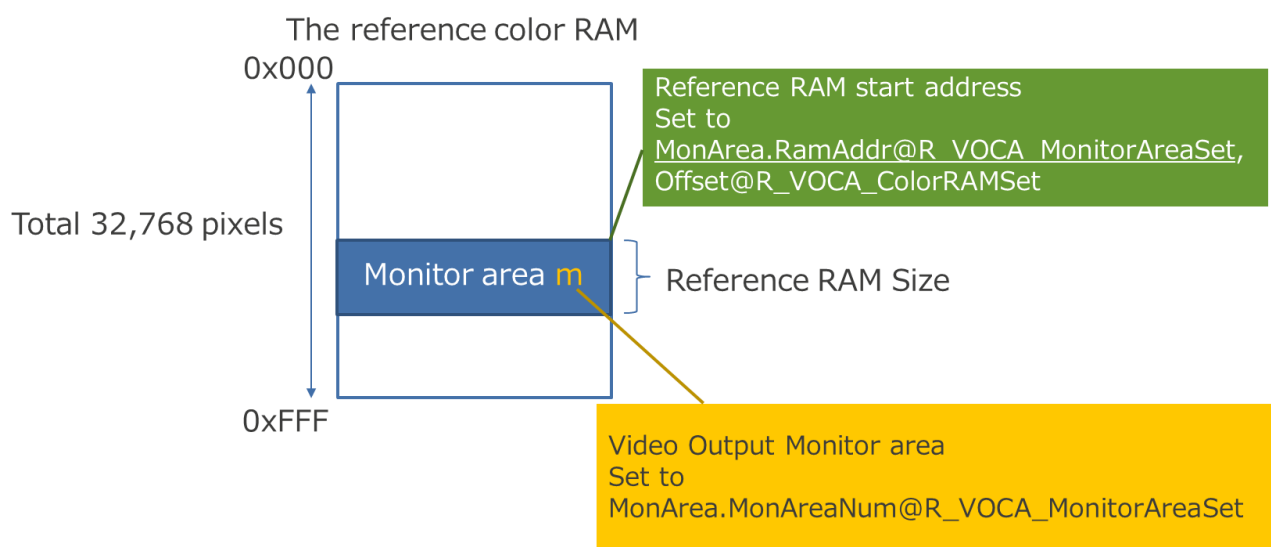 The reference color RAM
0x000
Reference RAM start address
Set to
MonArea.RamAddr@R_VOCA_MonitorAreaSet,
Offset@R_VOCA_ColorRAMSet
Total 32,768 pixels
Monitor area m
Reference RAM Size
0xFFF
Video Output Monitor area
Set to
MonArea.MonAreaNum@R_VOCA_MonitorAreaSet